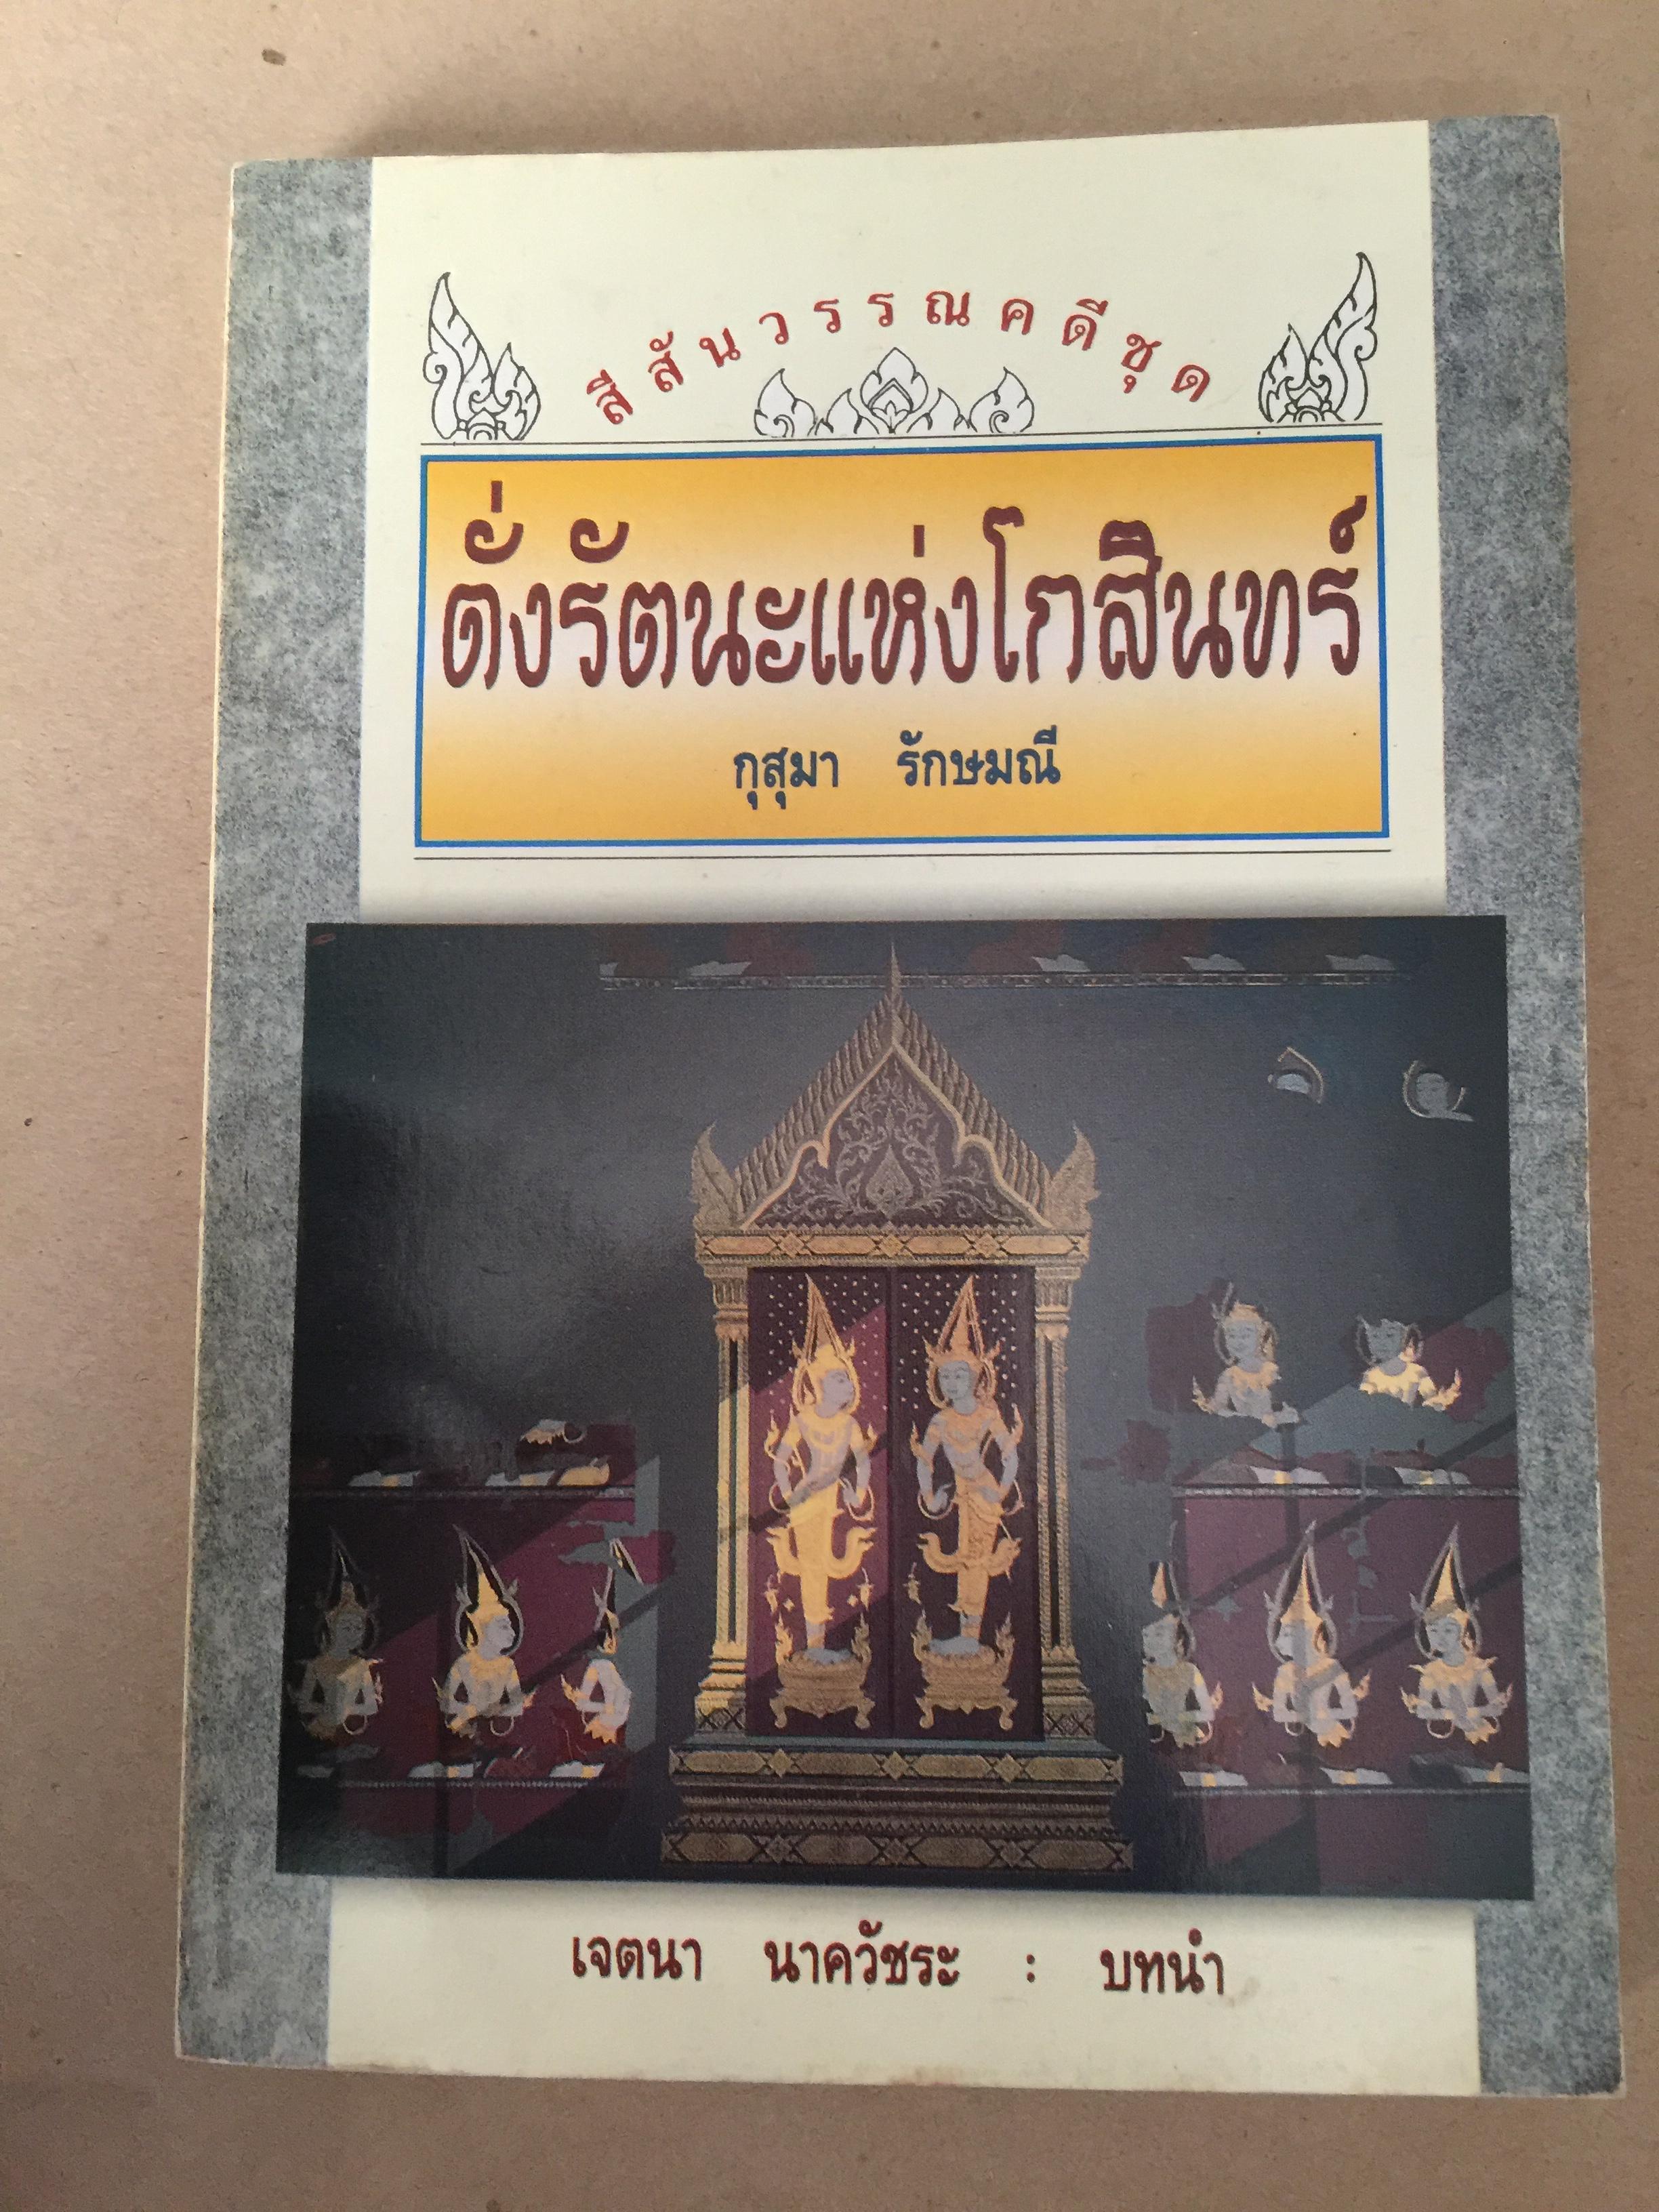 สีสันวรรณคดีชุด
ดั่งรัตนะแห่งโกสินทร์
กุสุมา รักษมณี
เจตนา นาควัชระ : บทนำ